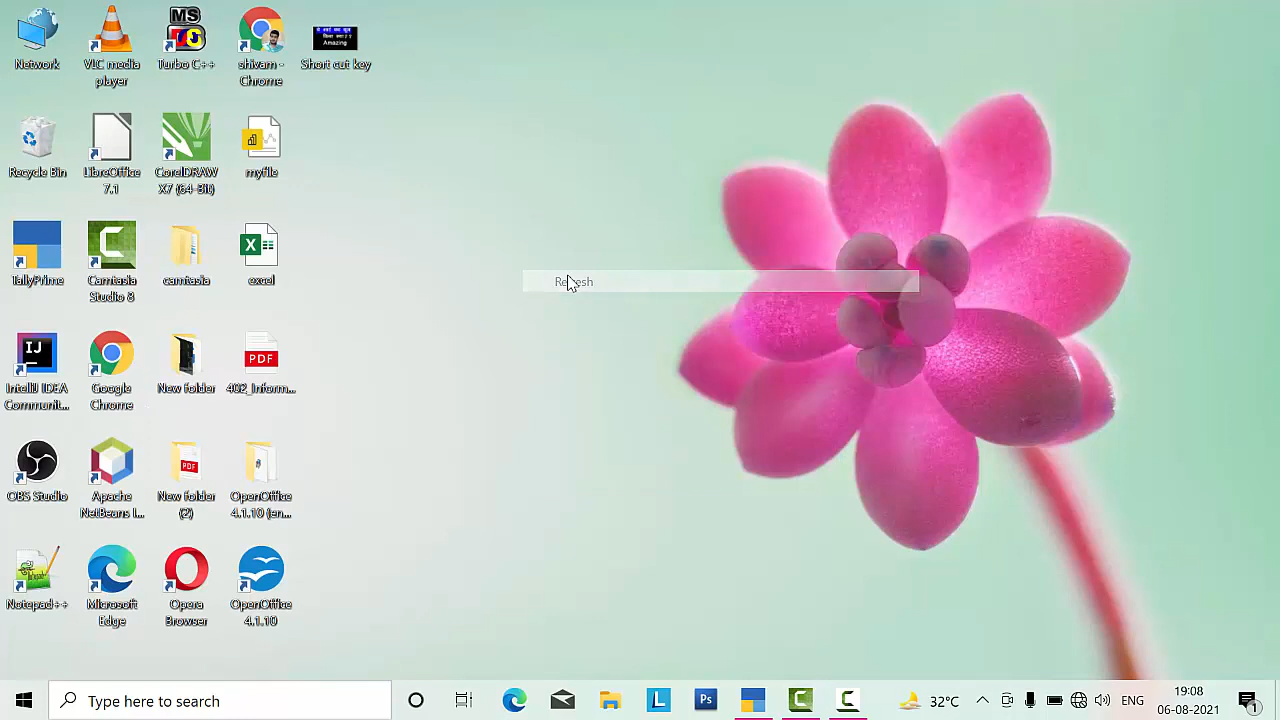 Network
VLC media
player
Turbo C++
shivam -
Chrome
Short cut key
Recycle Bin
LibreOffice
7.1
CorelDRAW
X7 (64-Bit)
myfile
TallyPrime
Camtasia
Studio 8
camtasia
excel
IntelliJ IDEA
Communit...
Google
Chrome
New folder
PDF
402_Inform...
OBS Studio
Apache
NetBeans I...
PDF
New folder
(2)
OpenOffice
4.1.10 (en...
Notepad++
Microsoft
Edge
Opera
Browser
OpenOffice
4.1.10
Refresh
Type here to search
32°C
ENG
19:08
06-08-2021
1